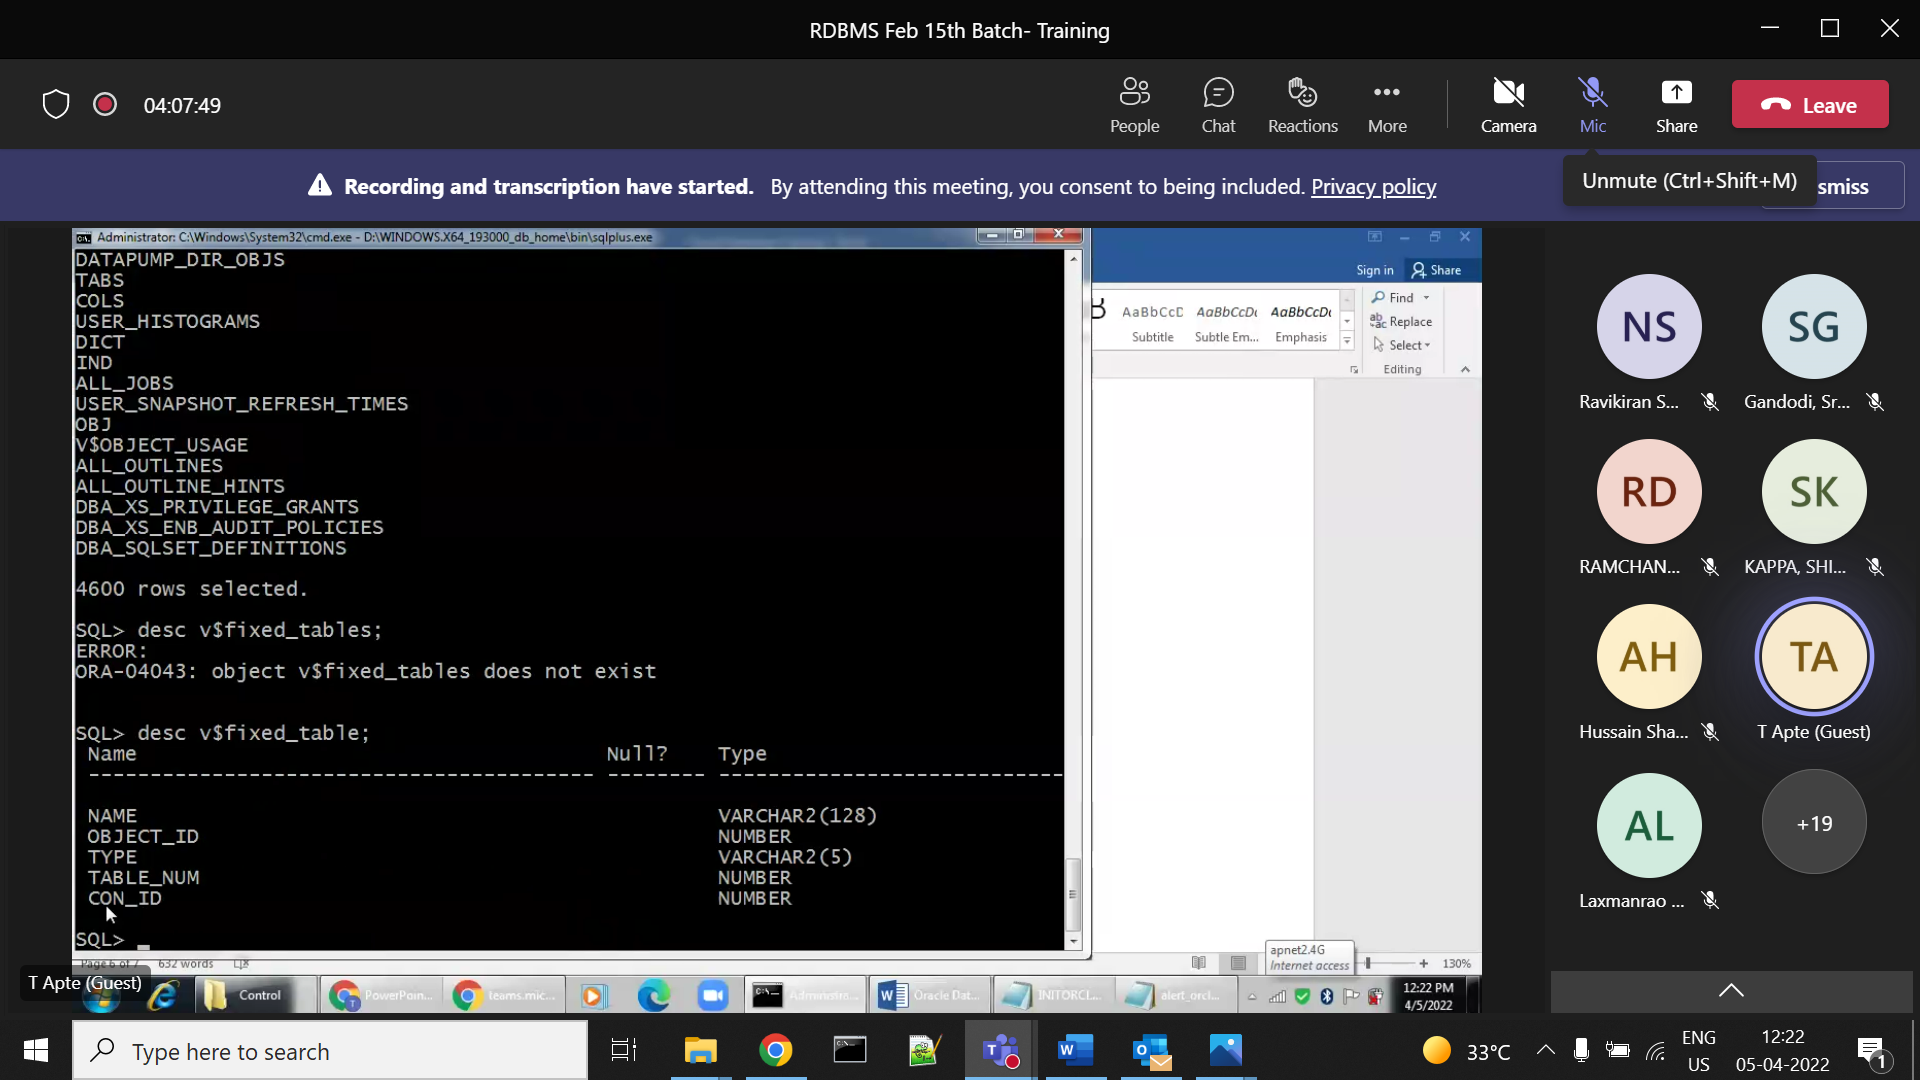 RDBMS Feb 15th Batch- Training
04:07:49
People
Chat
Reactions
More
Camera
Mic
Share
Leave
Recording and transcription have started. By attending this meeting, you consent to being included. Privacy policy
Unmute (Ctrl+Shift+M)
smiss
Administrator: C:\Windows\System32\cmd.exe - D:\WINDOWS.X64_193000_db_home\bin\sqlplus.exe
DATAPUMP_DIR_OBJS
TABS
COLS
USER_HISTOGRAMS
DICT
IND
ALL_JOBS
USER_SNAPSHOT_REFRESH_TIMES
OBJ
V$OBJECT_USAGE
ALL_OUTLINES
ALL_OUTLINE_HINTS
DBA_XS_PRIVILEGE_GRANTS
DBA_XS_ENB_AUDIT_POLICIES
DBA_SQLSET_DEFINITIONS
4600 rows selected.
SQL> desc v$fixed_tables;
ERROR:
ORA-04043: object v$fixed_tables does not exist
SQL> desc v$fixed_table;
Name Null? Type
----------------------------------------- -------- ----------------------------
NAME VARCHAR2(128)
OBJECT_ID NUMBER
TYPE VARCHAR2(5)
TABLE_NUM NUMBER
CON_ID NUMBER
SQL> _
Sign in
Share
AaBbCcD AaBbCcDt AaBbCcDt
Subtitle Subtle Em... Emphasis
Find
Replace
Select
Editing
NS
Ravikiran S...
SG
Gandodi, Sr...
RD
RAMCHAN...
SK
KAPPA, SHI...
AH
Hussain Sha...
TA
T Apte (Guest)
AL
Laxmanrao ...
+19
Page 6 of 7 632 words
apnet2.4G
Internet access
130%
T Apte (Guest)
Control
PowerPoin...
teams.mic...
Administra...
Oracle Dat...
INITORCL...
alert_orcl...
12:22 PM
4/5/2022
Type here to search
33°C
ENG
US
12:22
05-04-2022
1